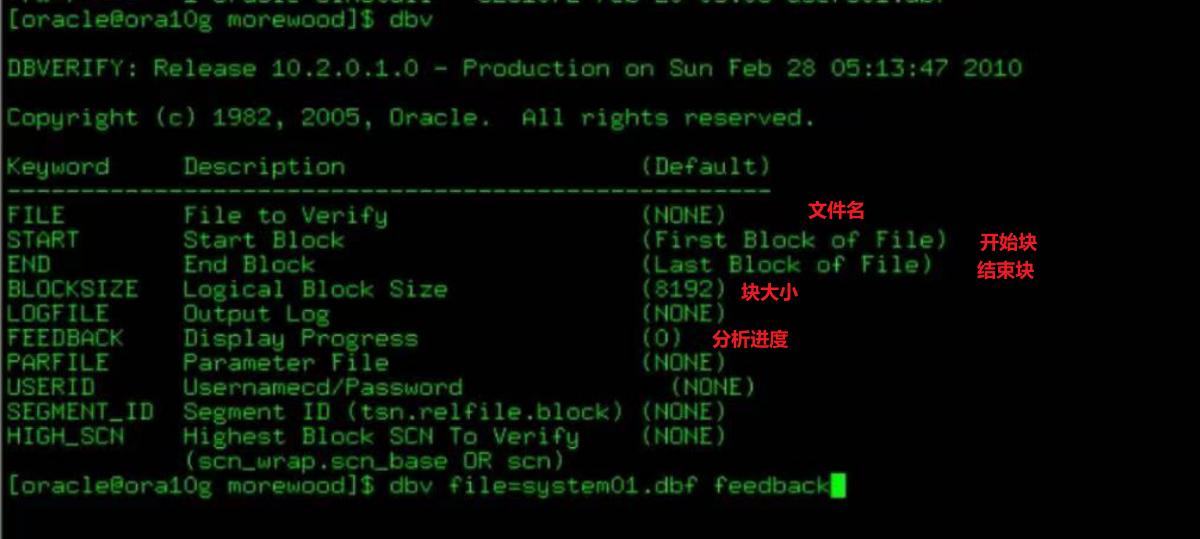 [oracle@ora10g morewood]$ dbv
DBVERIFY: Release 10.2.0.1.0 - Production on Sun Feb 28 05:13:47 2010
Copyright (c) 1982, 2005, Oracle.  All rights reserved.
Keyword Description (Default)
----------------------------------------------------
FILE File to Verify (NONE) 文件名
START Start Block (First Block of File) 开始块
END End Block (Last Block of File) 结束块
BLOCKSIZE Logical Block Size (8192) 块大小
LOGFILE Output Log (NONE)
FEEDBACK Display Progress (0) 分析进度
PARFILE Parameter File (NONE)
USERID Usernamecd/Password (NONE)
SEGMENT_ID Segment ID (tsn.relfile.block) (NONE)
HIGH_SCN Highest Block SCN To Verify (NONE)
(scn_wrap.scn_base OR scn)
[oracle@ora10g morewood]$ dbv file=system01.dbf feedback